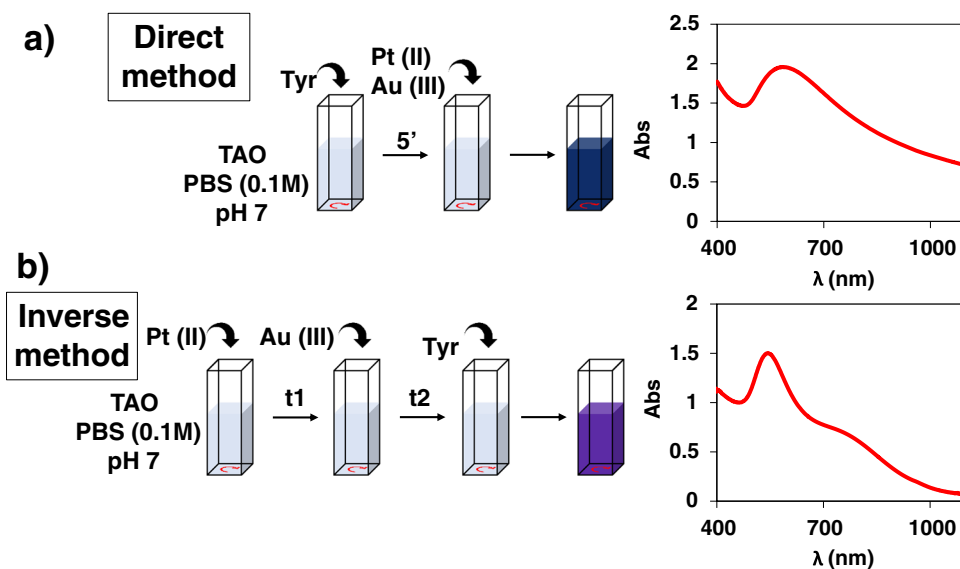 a)
Direct
method
Tyr
Pt (II)
Au (III)
TAO
PBS (0.1M)
pH 7
5’
Abs
2.5
2
1.5
1
0.5
0
400 700 1000
λ (nm)
b)
Inverse
method
Pt (II)
Au (III)
Tyr
TAO
PBS (0.1M)
pH 7
t1
t2
Abs
2
1.5
1
0.5
0
400 700 1000
λ (nm)